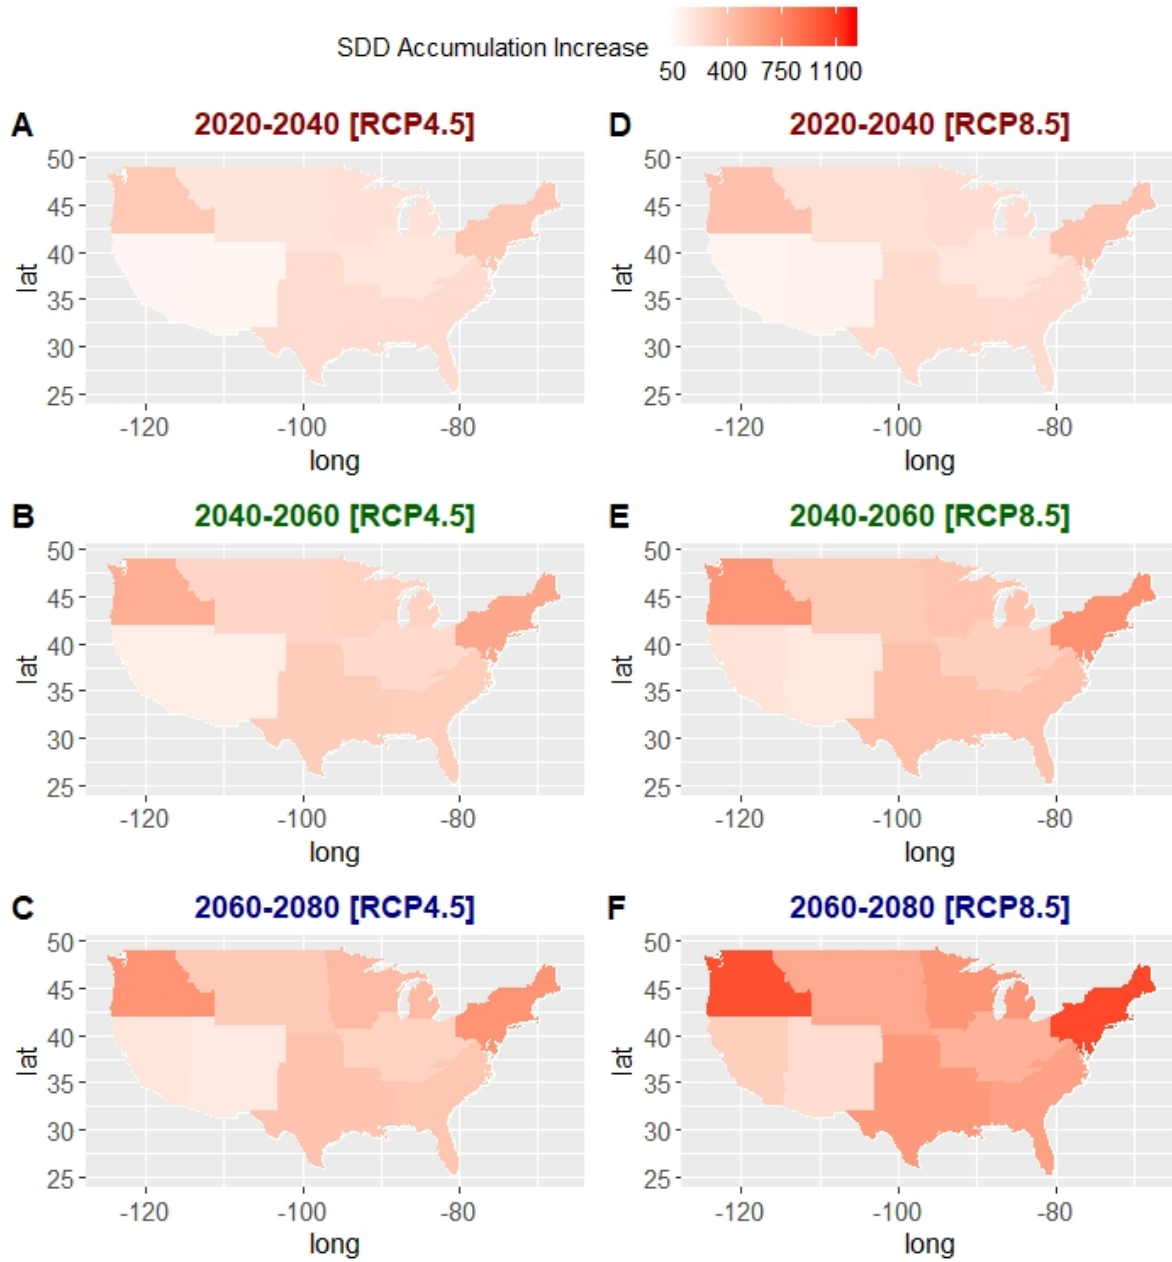 SDD Accumulation Increase
50 400 750 1100
A 2020-2040 [RCP4.5]
50
45
40
35
30
25
lat
-120 -100 -80
long
D 2020-2040 [RCP8.5]
50
45
40
35
30
25
lat
-120 -100 -80
long
B 2040-2060 [RCP4.5]
50
45
40
35
30
25
lat
-120 -100 -80
long
E 2040-2060 [RCP8.5]
50
45
40
35
30
25
lat
-120 -100 -80
long
C 2060-2080 [RCP4.5]
50
45
40
35
30
25
lat
-120 -100 -80
long
F 2060-2080 [RCP8.5]
50
45
40
35
30
25
lat
-120 -100 -80
long